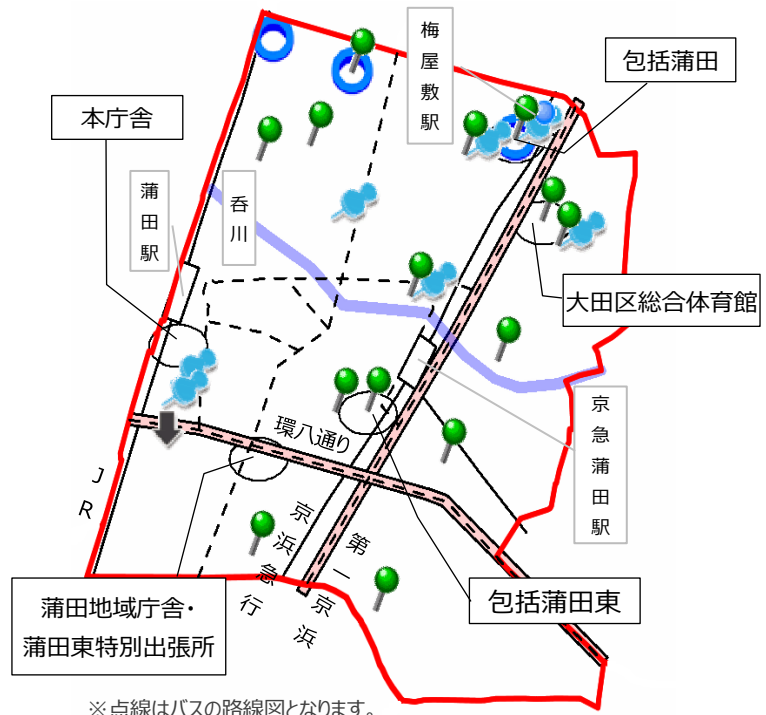 梅屋敷駅
包括蒲田
本庁舎
蒲田駅
呑川
大田区総合体育館
京急蒲田駅
環八通り
JR
京浜急行
第一京浜
包括蒲田東
蒲田地域庁舎・
蒲田東特別出張所
※点線はバスの路線図となります。